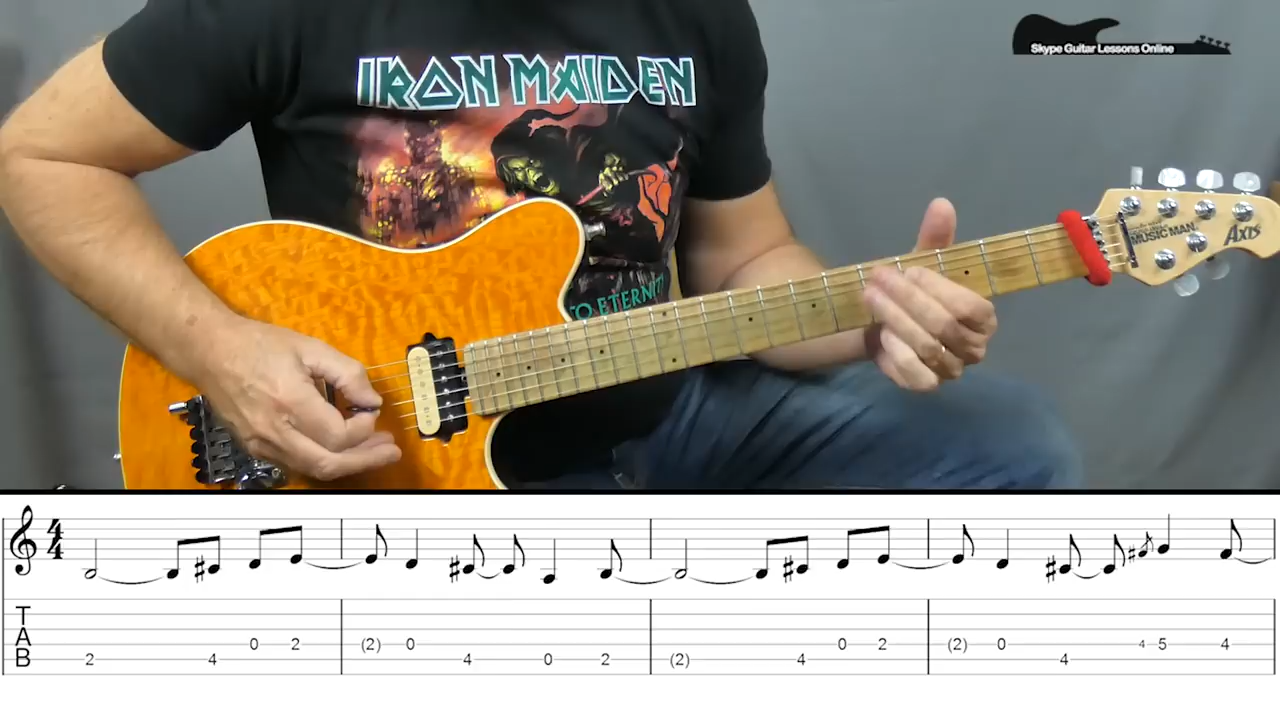 Skype Guitar Lessons Online
IRON MAIDEN
TO ETERNITY
MUSIC MAN
AXIS
4
4
T
A
B
2 4 0 2 (2) 0 4 0 2 (2) 4 0 2 (2) 0 4 4 5 4